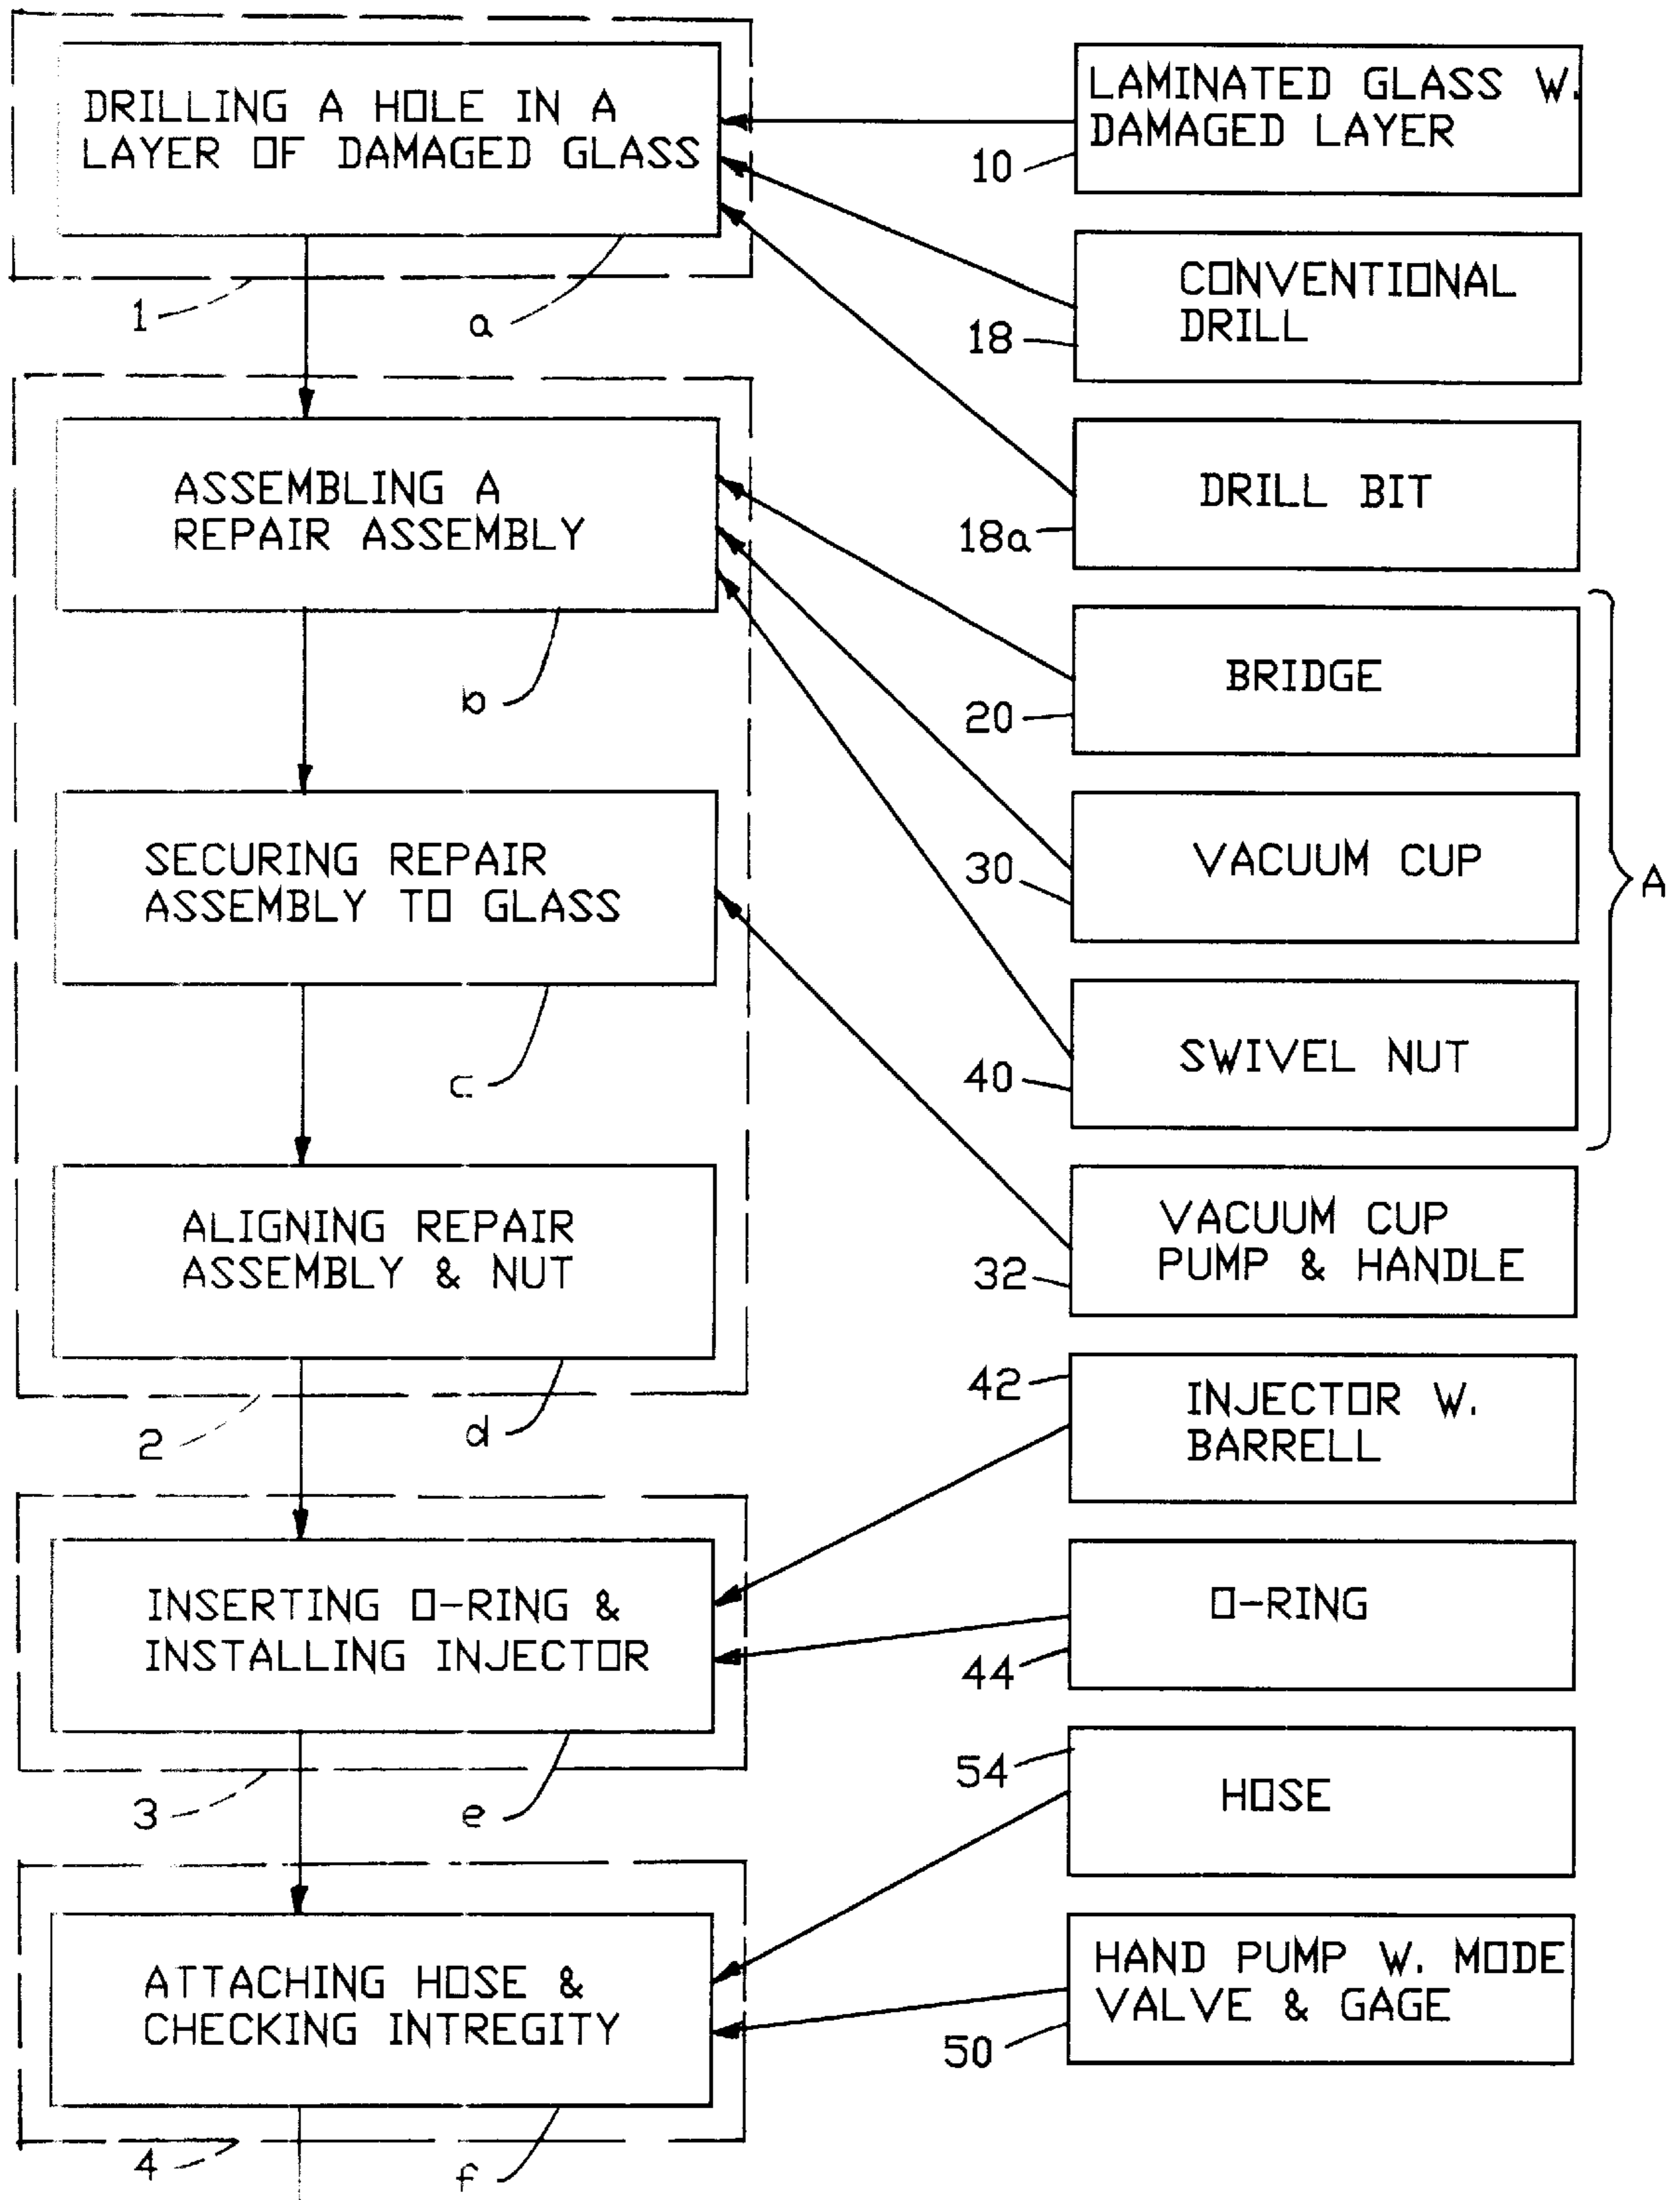 DRILLING A HOLE IN A
LAYER OF DAMAGED GLASS
1
a
LAMINATED GLASS W.
DAMAGED LAYER
10
CONVENTIONAL
DRILL
18
DRILL BIT
18a
ASSEMBLING A
REPAIR ASSEMBLY
b
BRIDGE
20
VACUUM CUP
30
A
SWIVEL NUT
40
SECURING REPAIR
ASSEMBLY TO GLASS
c
VACUUM CUP
PUMP & HANDLE
32
ALIGNING REPAIR
ASSEMBLY & NUT
2
d
INJECTOR W.
BARRELL
42
INSERTING O-RING &
INSTALLING INJECTOR
3
e
O-RING
44
HOSE
54
ATTACHING HOSE &
CHECKING INTREGITY
4
f
HAND PUMP W. MODE
VALVE & GAGE
50